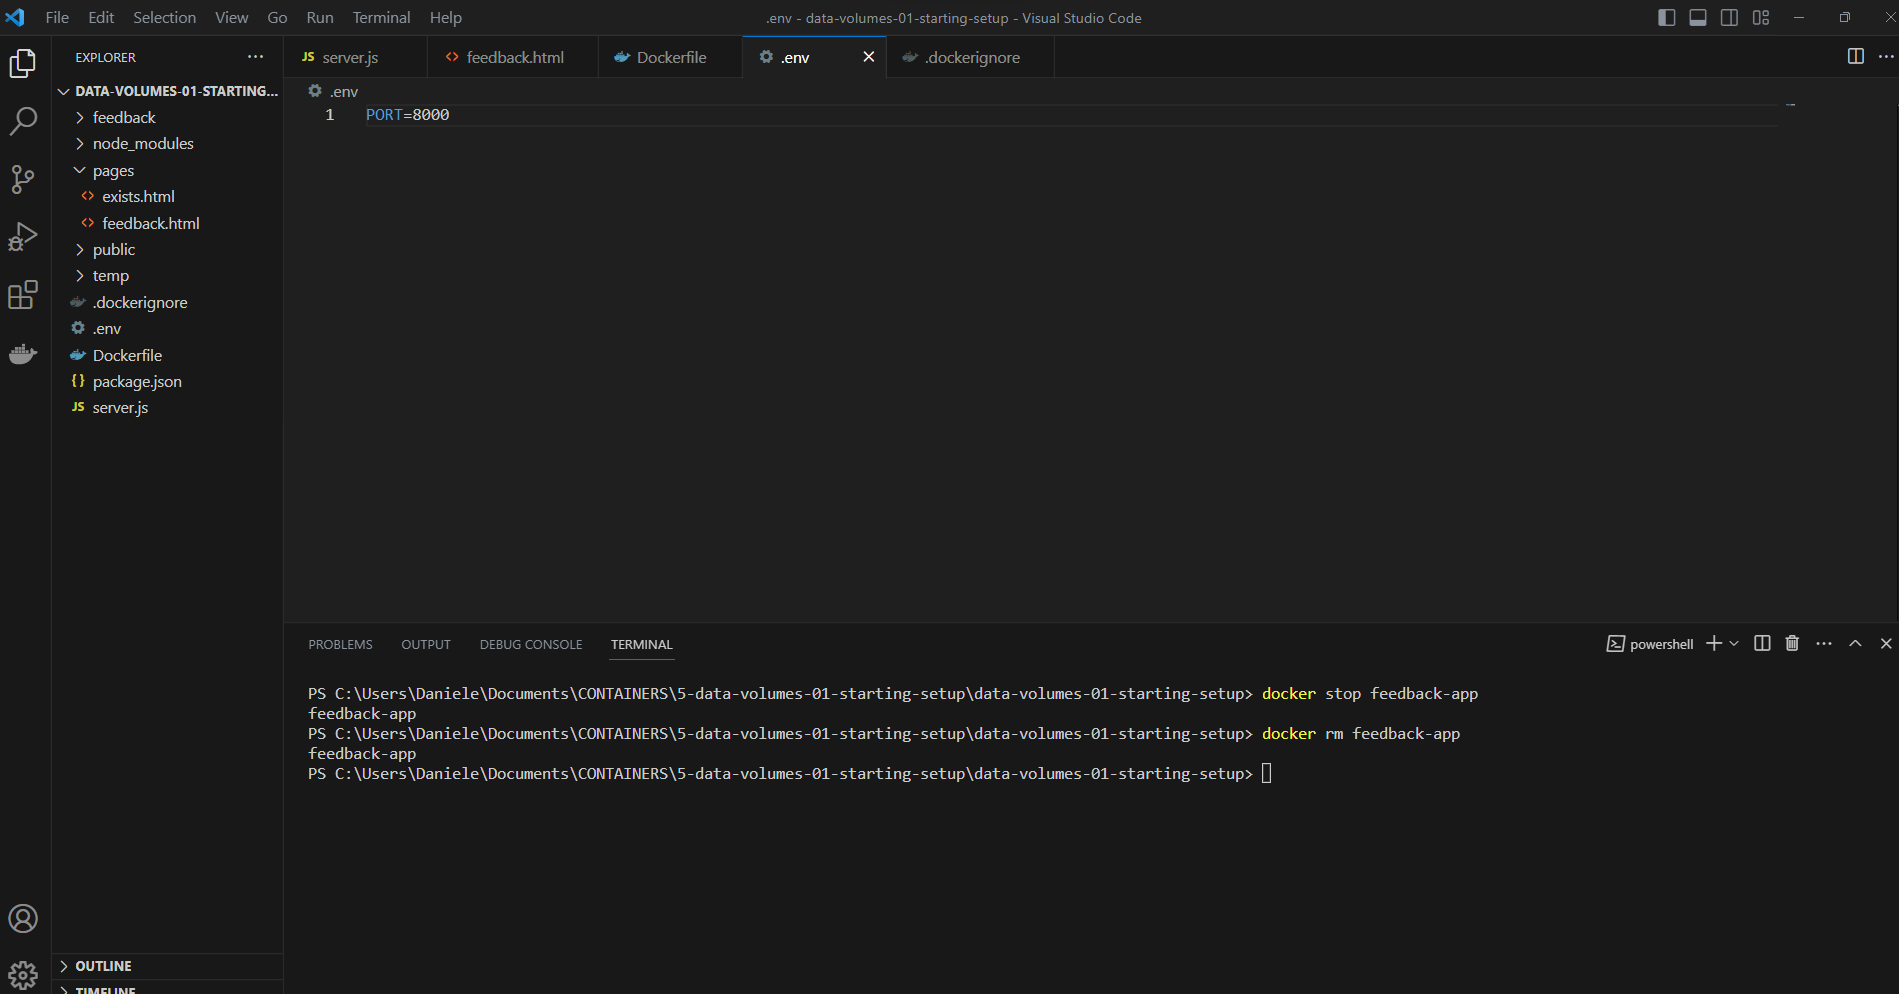 File Edit Selection View Go Run Terminal Help
.env - data-volumes-01-starting-setup - Visual Studio Code
EXPLORER
JS server.js
feedback.html
Dockerfile
.env
.dockerignore
DATA-VOLUMES-01-STARTING...
.env
1 PORT=8000
feedback
node_modules
pages
exists.html
feedback.html
public
temp
.dockerignore
.env
Dockerfile
{} package.json
JS server.js
PROBLEMS OUTPUT DEBUG CONSOLE TERMINAL
powershell
PS C:\Users\Daniele\Documents\CONTAINERS\5-data-volumes-01-starting-setup\data-volumes-01-starting-setup> docker stop feedback-app
feedback-app
PS C:\Users\Daniele\Documents\CONTAINERS\5-data-volumes-01-starting-setup\data-volumes-01-starting-setup> docker rm feedback-app
feedback-app
PS C:\Users\Daniele\Documents\CONTAINERS\5-data-volumes-01-starting-setup\data-volumes-01-starting-setup>
OUTLINE
TIMELINE